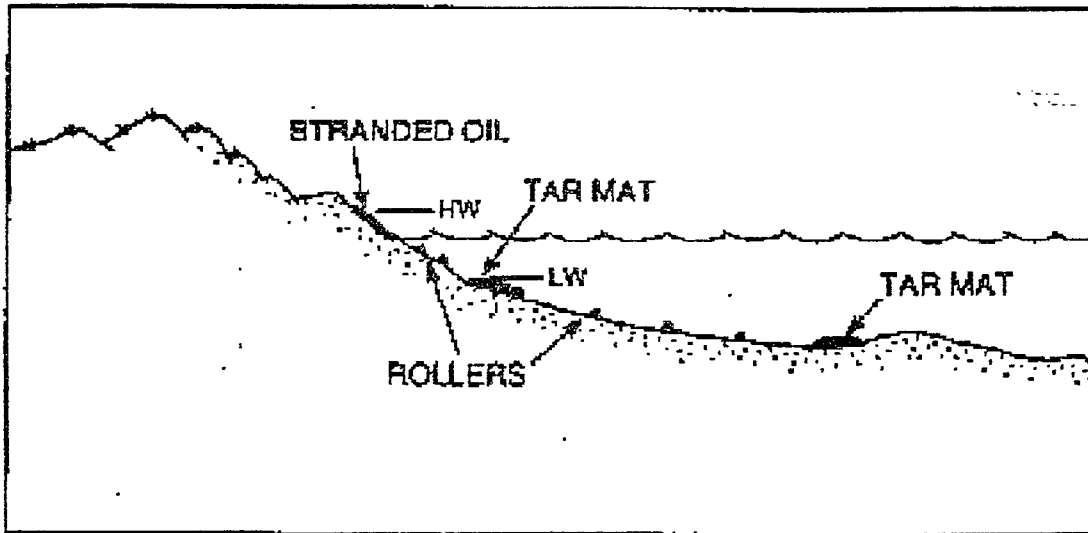 STRANDED OIL
HW
TAR MAT
LW
TAR MAT
ROLLERS